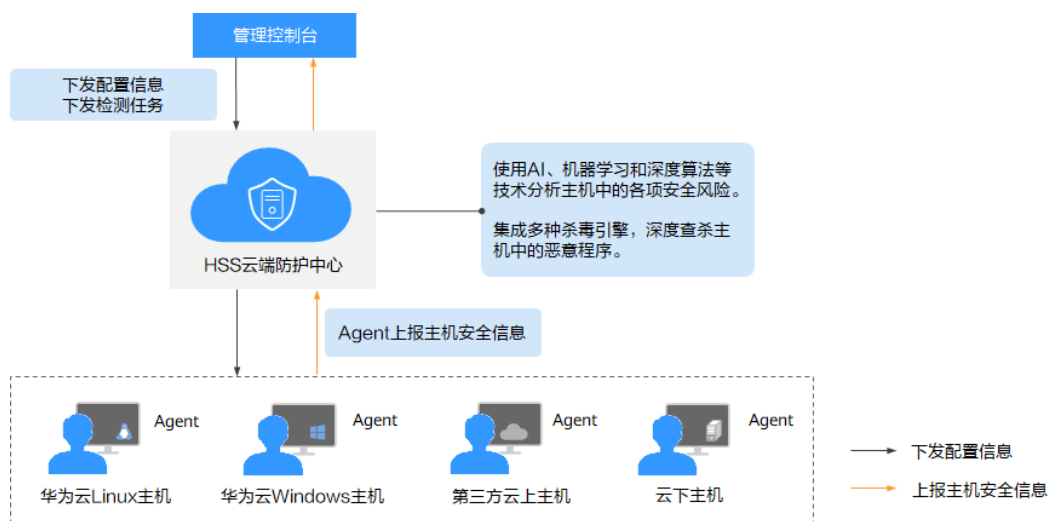 管理控制台
下发配置信息
下发检测任务
使用AI、机器学习和深度算法等
技术分析主机中的各项安全风险。
集成多种杀毒引擎，深度查杀主
机中的恶意程序。
HSS云端防护中心
Agent上报主机安全信息
Agent
Agent
Agent
Agent
华为云Linux主机
华为云Windows主机
第三方云上主机
云下主机
下发配置信息
上报主机安全信息